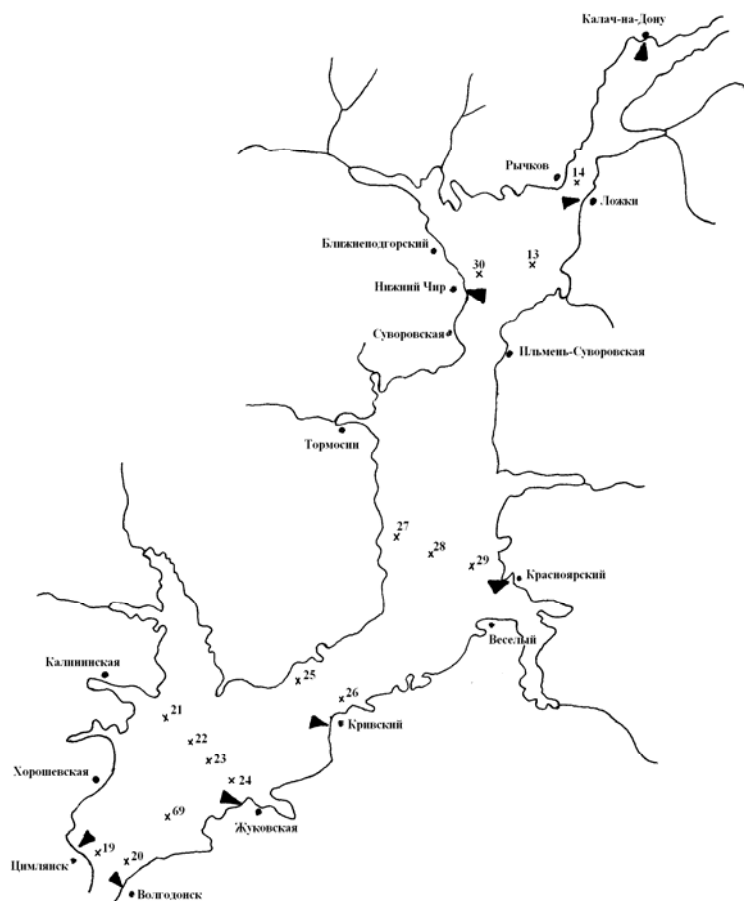 Калач-на-Дону
Рычков
14
Ложки
Ближнеподгорский
13
30
Нижний Чир
Суворовская
Ильмень-Суворовская
Тормосин
27
28
29
Красноярский
Веселый
Калининская
25
26
21
Кривский
22
23
Хорошевская
24
69
Жуковская
19
20
Цимлянск
Волгодонск